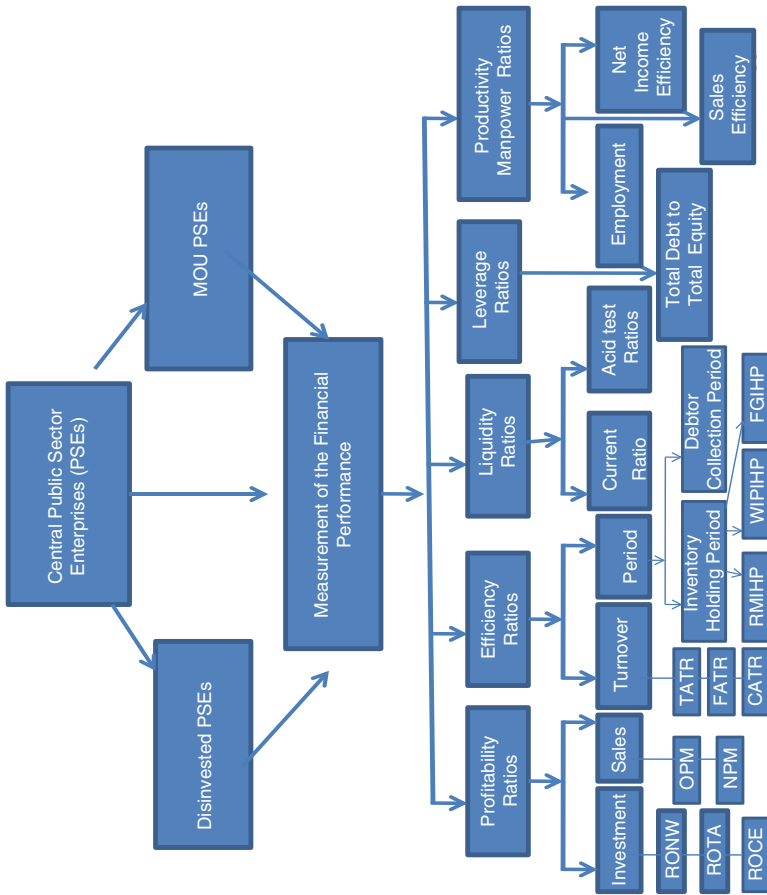 Central Public Sector
Enterprises (PSEs)
Disinvested PSEs
MOU PSEs
Measurement of the Financial
Performance
Profitability
Ratios
Efficiency
Ratios
Liquidity
Ratios
Leverage
Ratios
Productivity
Manpower Ratios
Investment
Sales
Turnover
Period
Current
Ratio
Acid test
Ratios
Total Debt to
Total Equity
Employment
Net
Income
Efficiency
Sales
Efficiency
RONW
ROTA
ROCE
OPM
NPM
TATR
FATR
CATR
Inventory
Holding Period
Debtor
Collection Period
RMIHP
WIPIHP
FGIHP